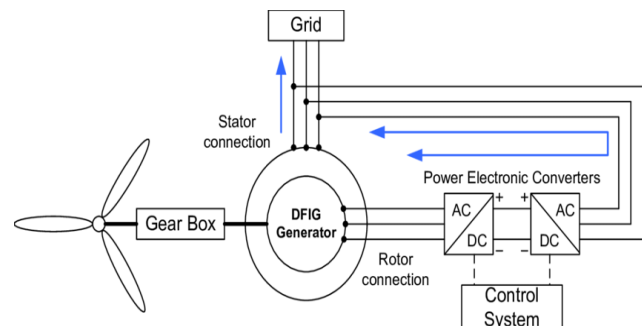 Grid
Stator
connection
Power Electronic Converters
Gear Box
DFIG
Generator
AC
DC
+ +
− −
AC
DC
Rotor
connection
Control
System